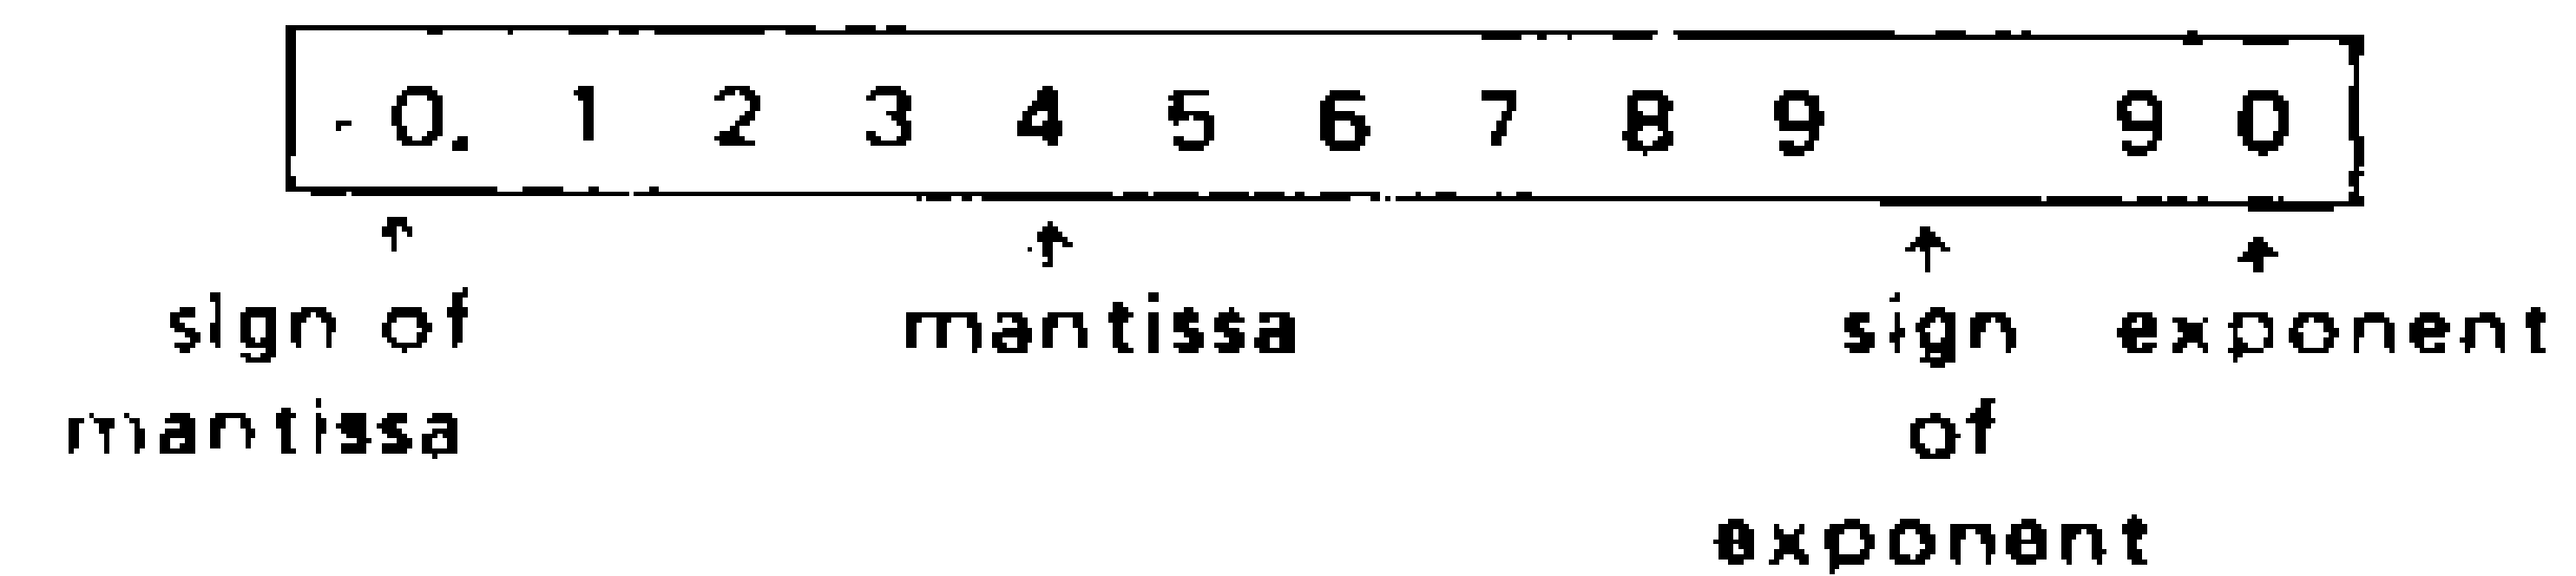 - 0. 1 2 3 4 5 6 7 8 9 9 0
sign of mantissa sign exponent
mantissa of
exponent